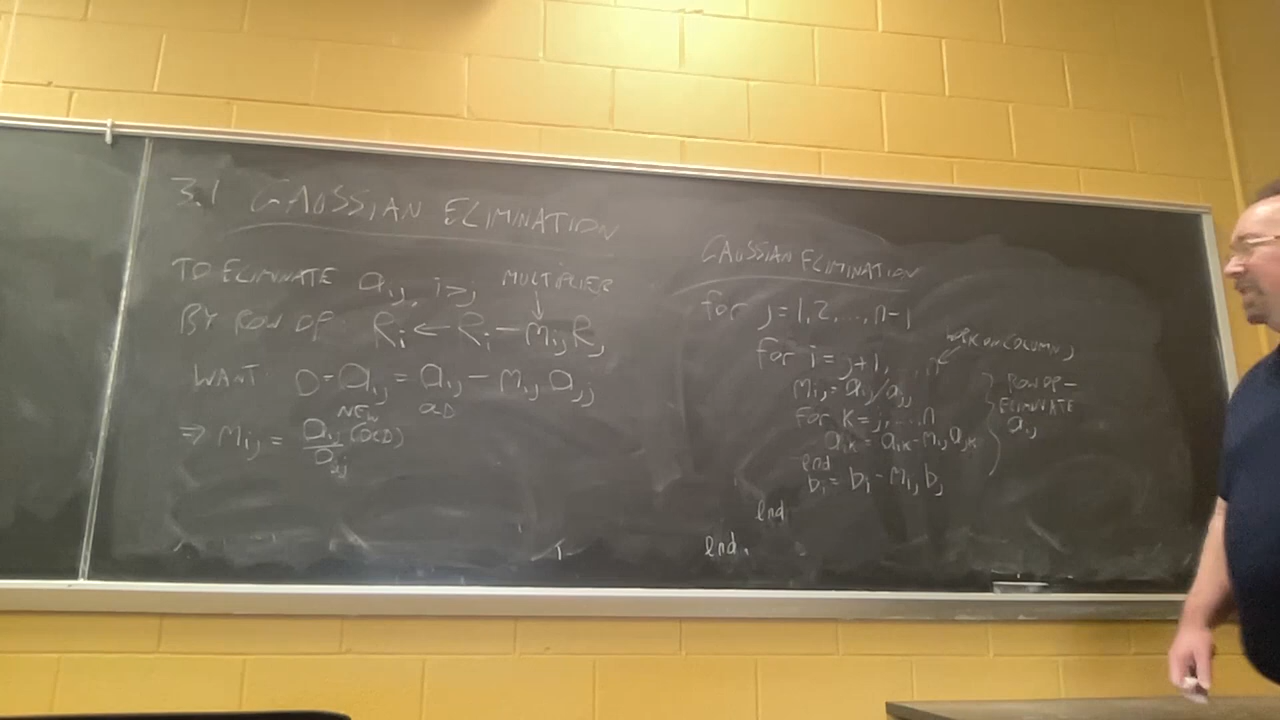 3.1 GAUSSIAN ELIMINATION
TO ELIMINATE aij, i>j
MULTIPLIER
BY ROW OP: Ri ← Ri - mij Rj
WANT 0 = aij = aij - mij ajj
NEW OLD
⇒ mij = aij (OLD) / ajj
GAUSSIAN ELIMINATION
for j = 1, 2, ..., n-1
WORK ON COLUMN j
for i = j+1, ..., n
mij = aij/ajj
for k = j, ..., n
aik = aik - mij ajk
end
bi = bi - mij bj
ROW OP -
ELIMINATE
aij
end
end.